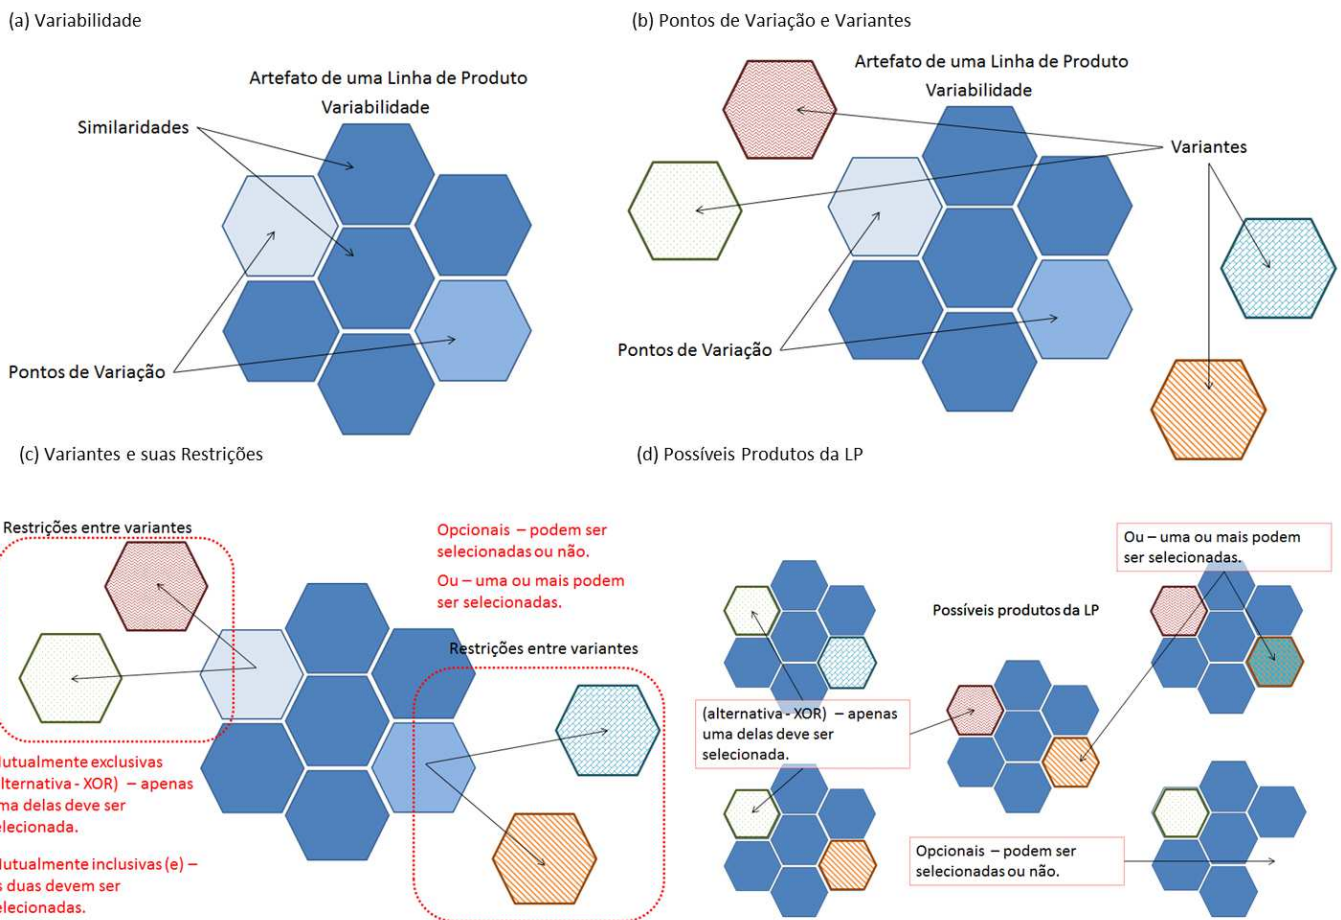 (a) Variabilidade
Artefato de uma Linha de Produto
Variabilidade
Similaridades
Pontos de Variação
(b) Pontos de Variação e Variantes
Artefato de uma Linha de Produto
Variabilidade
Variantes
Pontos de Variação
(c) Variantes e suas Restrições
Restrições entre variantes
Opcionais – podem ser
selecionadas ou não.
Ou – uma ou mais podem
ser selecionadas.
Restrições entre variantes
utualmente exclusivas
lternativa - XOR) – apenas
ma delas deve ser
elecionada.
utualmente inclusivas (e) –
s duas devem ser
elecionadas.
(d) Possíveis Produtos da LP
Ou – uma ou mais podem
ser selecionadas.
Possíveis produtos da LP
(alternativa - XOR) – apenas
uma delas deve ser
selecionada.
Opcionais – podem ser
selecionadas ou não.